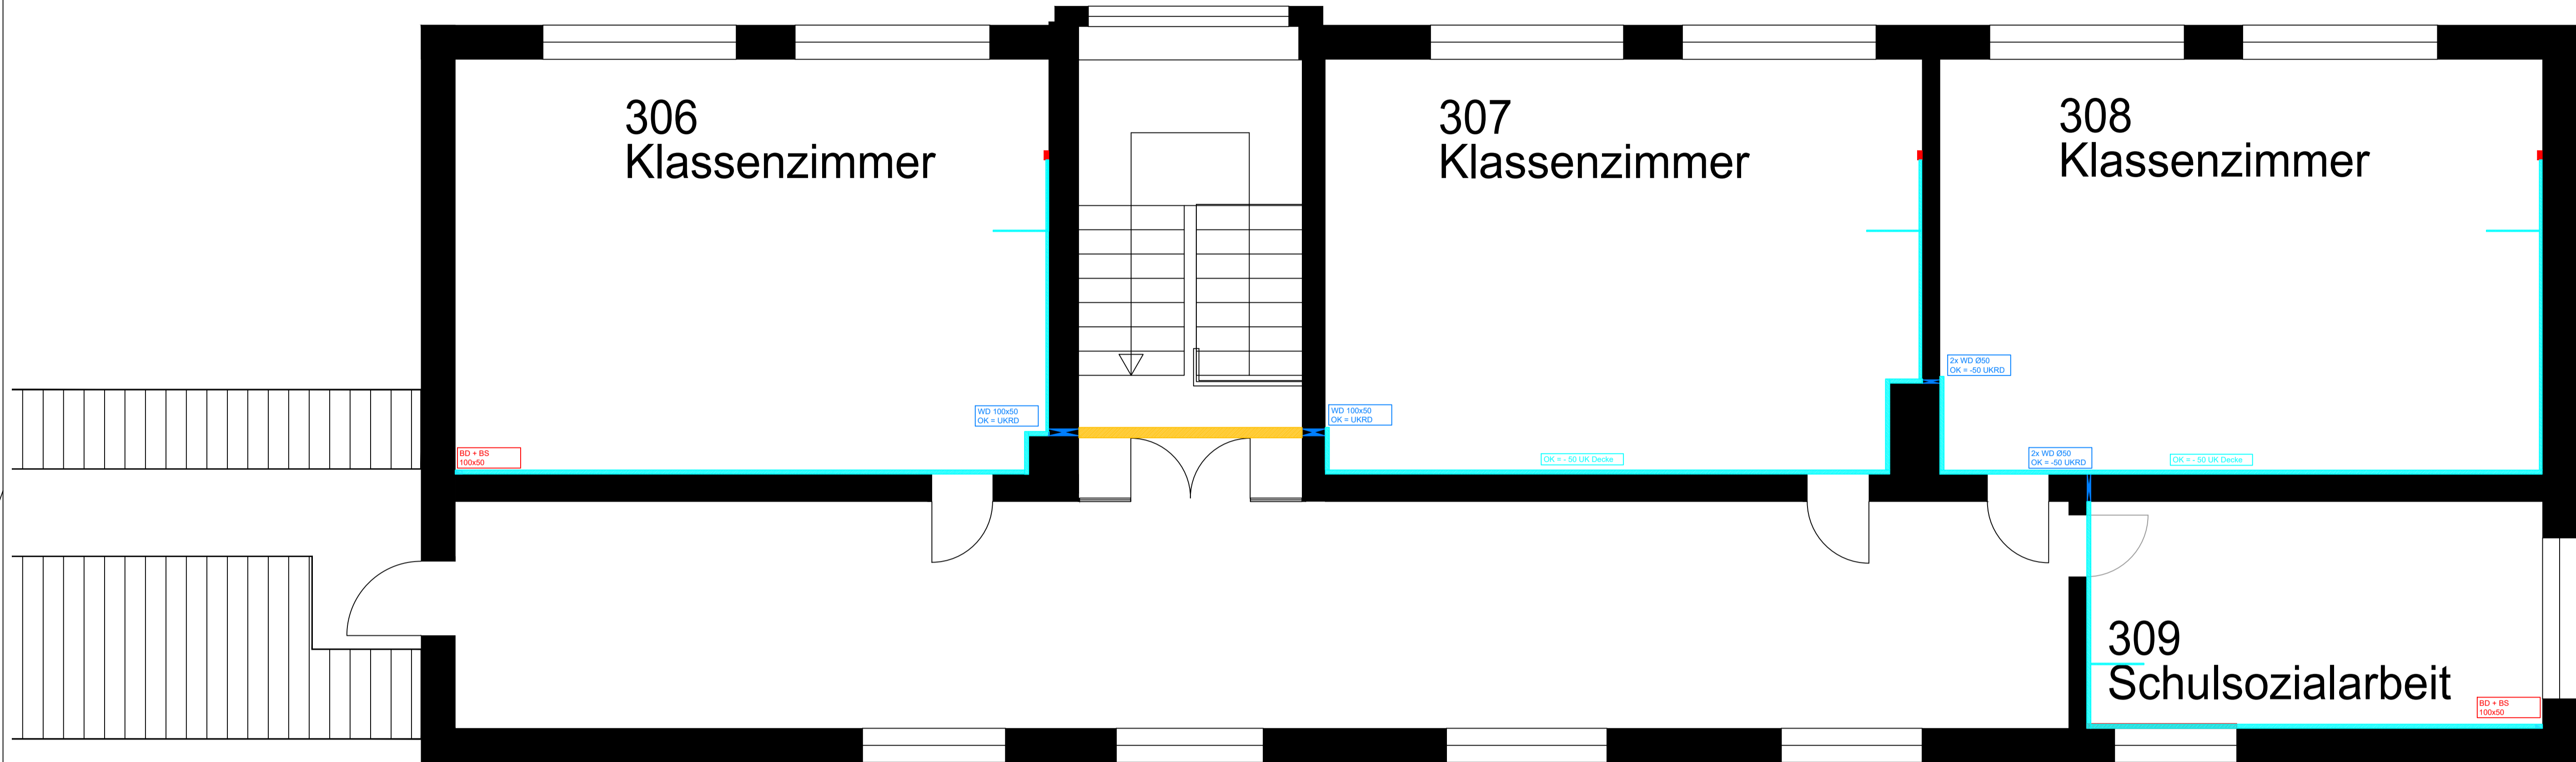 306
Klassenzimmer
307
Klassenzimmer
308
Klassenzimmer
2x WD Ø50
OK = -50 UKRD
WD 100x50
OK = UKRD
WD 100x50
OK = UKRD
BD + BS
100x50
OK = - 50 UK Decke
2x WD Ø50
OK = -50 UKRD
OK = - 50 UK Decke
309
Schulsozialarbeit
BD + BS
100x50